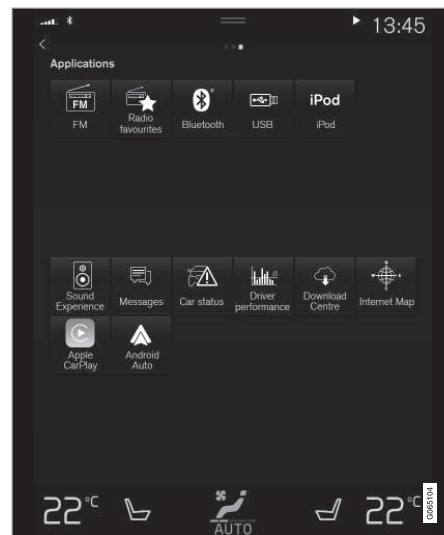 13:45
Applications
FM
FM
Radio
favourites
Bluetooth
USB
iPod
iPod
Sound
Experience
Messages
Car status
Driver
performance
Download
Centre
Internet Map
Apple
CarPlay
Android
Auto
22°C
AUTO
22°C
G065104